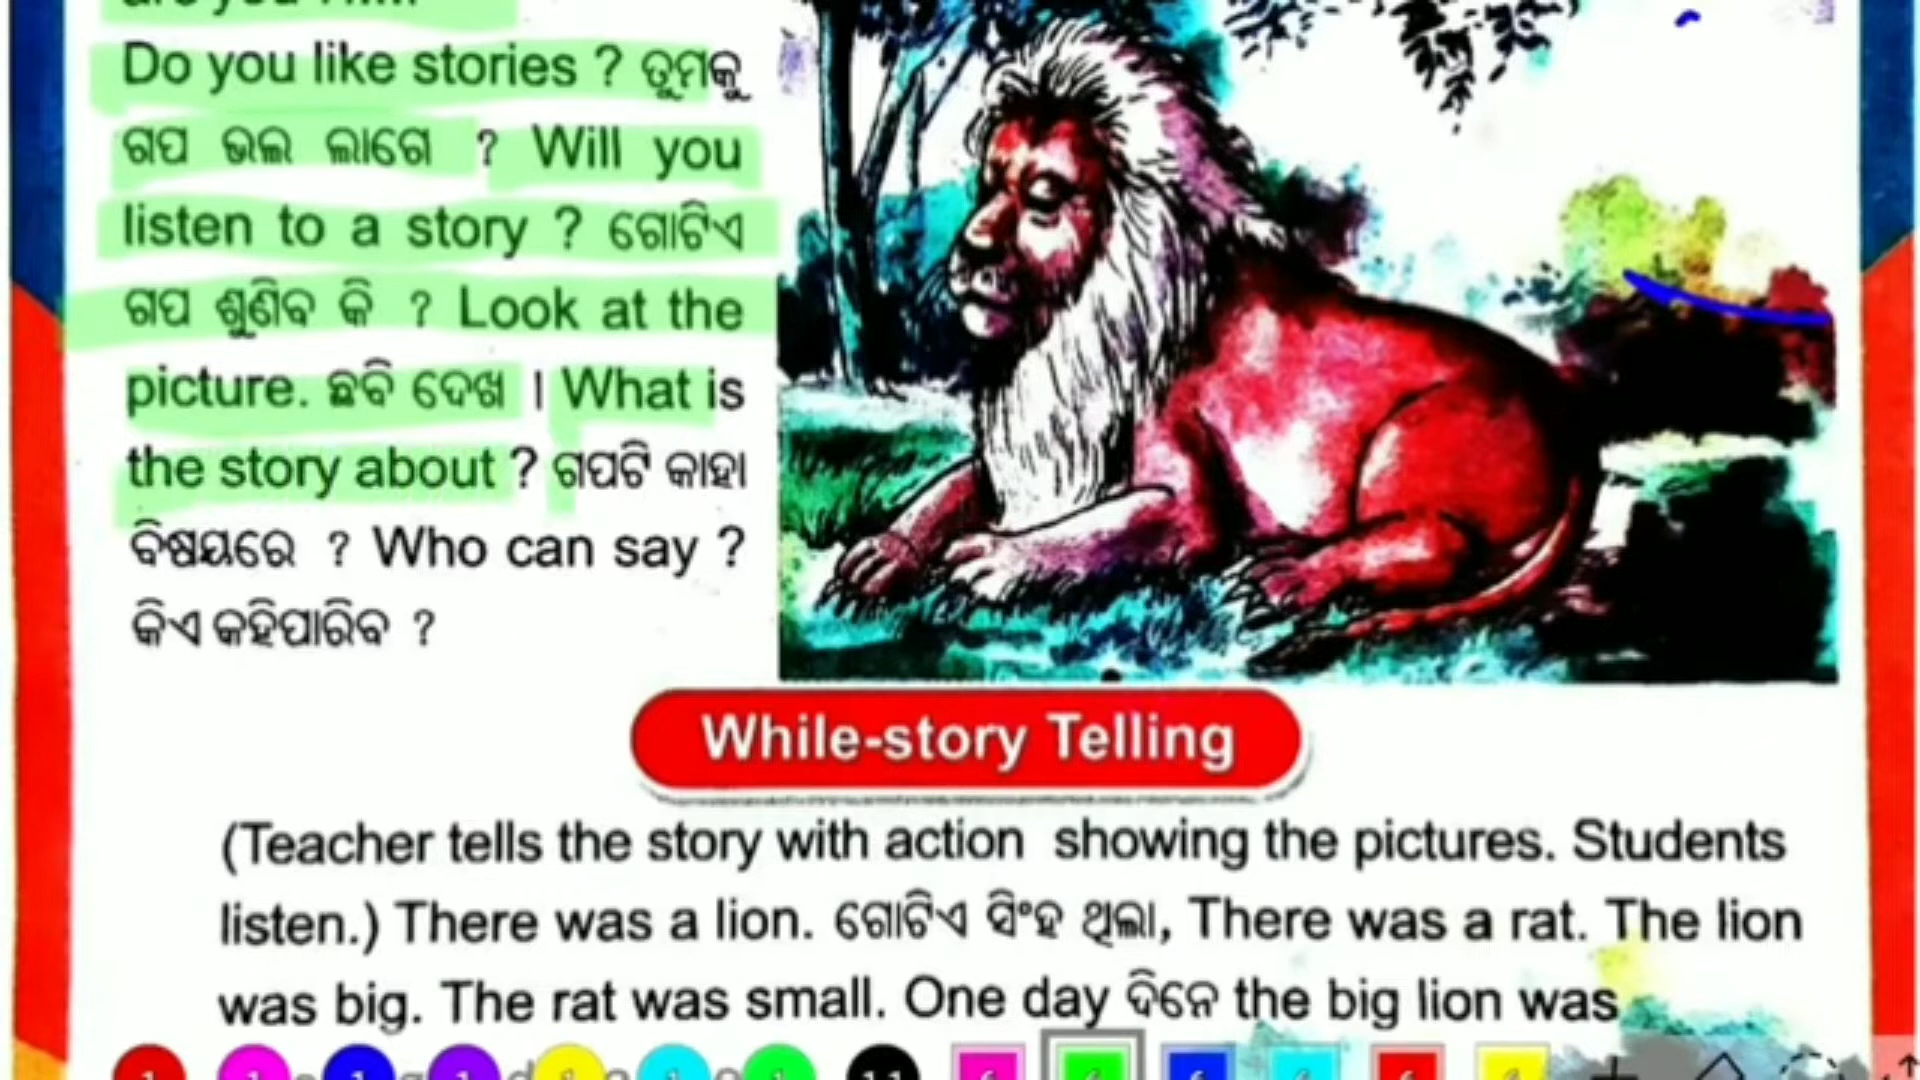 Do you like stories ? ତୁମକୁ
ଗପ ଭଲ ଲାଗେ ? Will you
listen to a story ? ଗୋଟିଏ
ଗପ ଶୁଣିବ କି ? Look at the
picture. ଛବି ଦେଖ । What is
the story about ? ଗପଟି କାହା
ବିଷୟରେ ? Who can say ?
କିଏ କହିପାରିବ ?
While-story Telling
(Teacher tells the story with action showing the pictures. Students
listen.) There was a lion. ଗୋଟିଏ ସିଂହ ଥିଲା, There was a rat. The lion
was big. The rat was small. One day ଦିନେ the big lion was